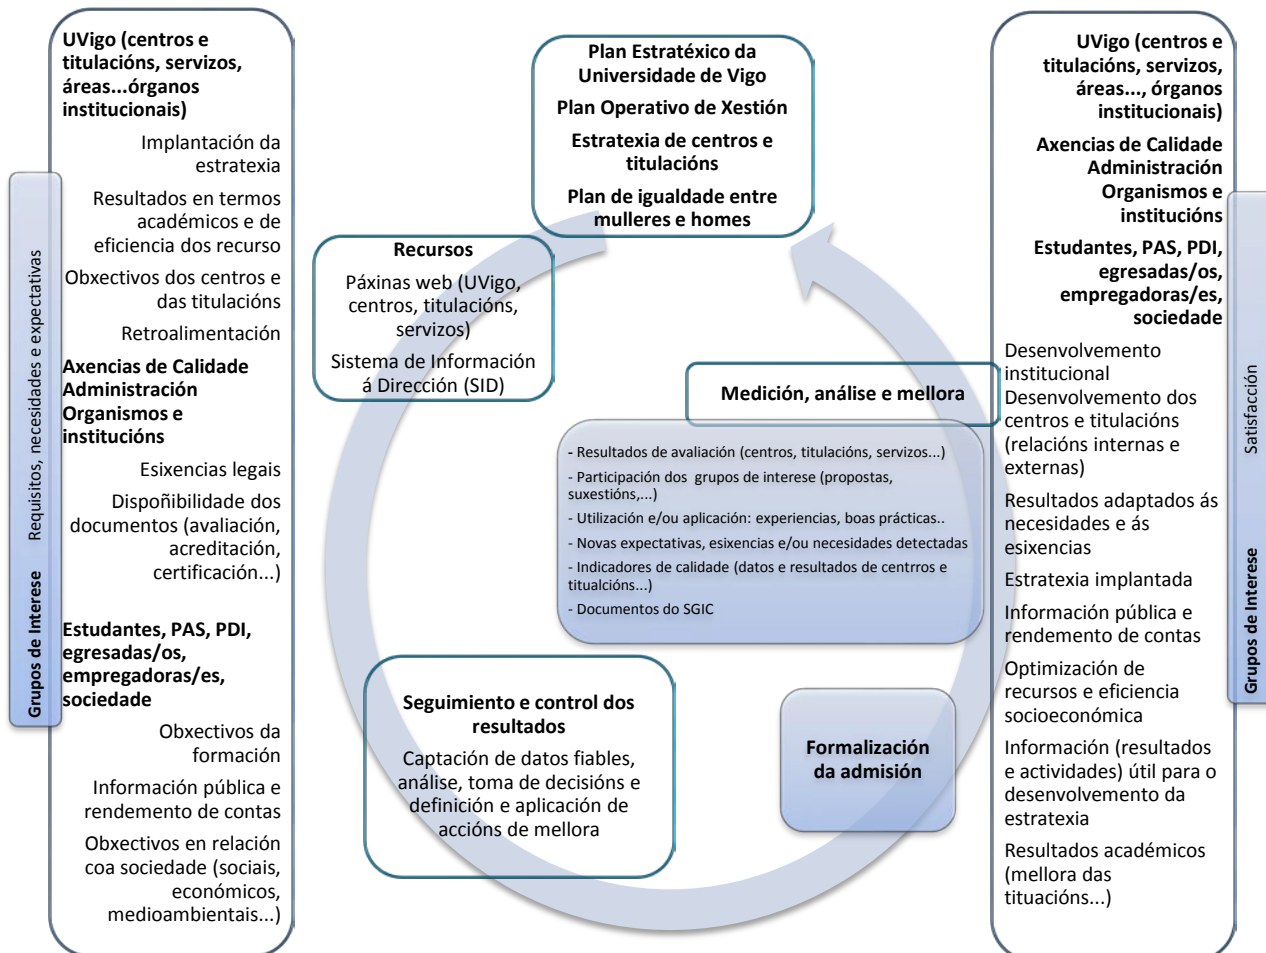 Grupos de Interese   Requisitos, necesidades e expectativas
UVigo (centros e
titulacións, servizos,
áreas...órganos
institucionais)
Implantación da
estratexia
Resultados en termos
académicos e de
eficiencia dos recurso
Obxectivos dos centros e
das titulacións
Retroalimentación
Axencias de Calidade
Administración
Organismos e
institucións
Esixencias legais
Dispoñibilidade dos
documentos (avaliación,
acreditación,
certificación...)
Estudantes, PAS, PDI,
egresadas/os,
empregadoras/es,
sociedade
Obxectivos da
formación
Información pública e
rendemento de contas
Obxectivos en relación
coa sociedade (sociais,
económicos,
medioambientais...)
Plan Estratéxico da
Universidade de Vigo
Plan Operativo de Xestión
Estratexia de centros e
titulacións
Plan de igualdade entre
mulleres e homes
Recursos
Páxinas web (UVigo,
centros, titulacións,
servizos)
Sistema de Información
á Dirección (SID)
Medición, análise e mellora
- Resultados de avaliación (centros, titulacións, servizos...)
- Participación dos  grupos de interese (propostas,
suxestións,...)
- Utilización e/ou aplicación: experiencias, boas prácticas..
- Novas expectativas, esixencias e/ou necesidades detectadas
- Indicadores de calidade (datos e resultados de centrros e
titualcións...)
- Documentos do SGIC
Seguimiento e control dos
resultados
Captación de datos fiables,
análise, toma de decisións e
definición e aplicación de
accións de mellora
Formalización
da admisión
UVigo (centros e
titulacións, servizos,
áreas..., órganos
institucionais)
Axencias de Calidade
Administración
Organismos e
institucións
Estudantes, PAS, PDI,
egresadas/os,
empregadoras/es,
sociedade
Desenvolvemento
institucional
Desenvolvemento dos
centros e titulacións
(relacións internas e
externas)
Resultados adaptados ás
necesidades e ás
esixencias
Estratexia implantada
Información pública e
rendemento de contas
Optimización de
recursos e eficiencia
socioeconómica
Información (resultados
e actividades) útil para o
desenvolvemento da
estratexia
Resultados académicos
(mellora das
tituacións...)
Grupos de Interese   Satisfacción